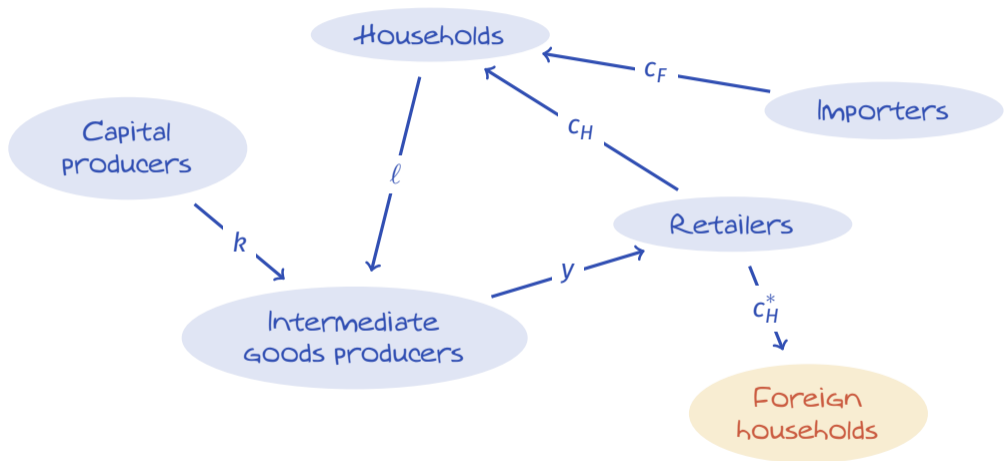 Households
c_F
Importers
Capital
producers
c_H
ℓ
Retailers
k
y
c_H^*
Intermediate
Goods producers
Foreign
households